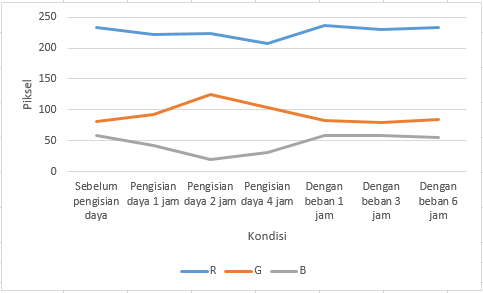 250
200
150
100
50
0
Piksel
Sebelum pengisian daya
Pengisian daya 1 jam
Pengisian daya 2 jam
Pengisian daya 4 jam
Dengan beban 1 jam
Dengan beban 3 jam
Dengan beban 6 jam
Kondisi
R G B